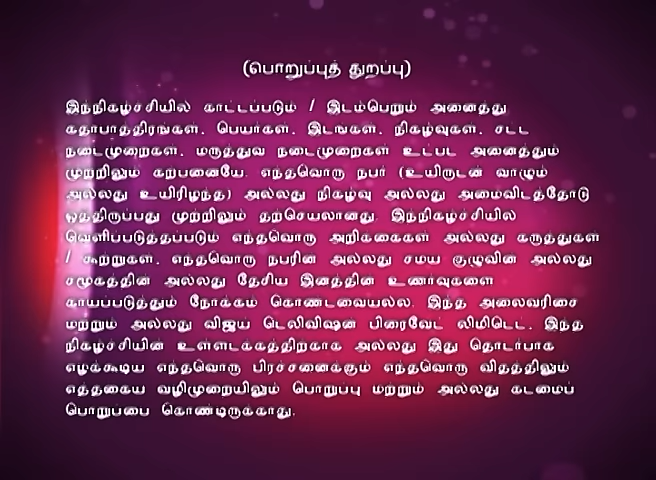 (பொறுப்புத் துறப்பு)
இந்நிகழ்ச்சியில் காட்டப்படும் / இடம்பெறும் அனைத்து
கதாபாத்திரங்கள், பெயர்கள், இடங்கள், நிகழ்வுகள், சட்ட
நடைமுறைகள், மருத்துவ நடைமுறைகள் உட்பட அனைத்தும்
முற்றிலும் கற்பனையே. எந்தவொரு நபர் (உயிருடன் வாழும்
அல்லது உயிரிழந்த) அல்லது நிகழ்வு அல்லது அமைவிடத்தோடு
ஒத்திருப்பது முற்றிலும் தற்செயலானது. இந்நிகழ்ச்சியில்
வெளிப்படுத்தப்படும் எந்தவொரு அறிக்கைகள் அல்லது கருத்துகள்
/ கூற்றுகள், எந்தவொரு நபரின் அல்லது சமய குழுவின் அல்லது
சமூகத்தின் அல்லது தேசிய இனத்தின் உணர்வுகளை
காயப்படுத்தும் நோக்கம் கொண்டவையல்ல. இந்த அலைவரிசை
மற்றும் அல்லது விஜய் டெலிவிஷன் பிரைவேட் லிமிடெட், இந்த
நிகழ்ச்சியின் உள்ளடக்கத்திற்காக அல்லது இது தொடர்பாக
எழக்கூடிய எந்தவொரு பிரச்சனைக்கும் எந்தவொரு விதத்திலும்
எத்தகைய வழிமுறையிலும் பொறுப்பு மற்றும் அல்லது கடமைப்
பொறுப்பை கொண்டிருக்காது.